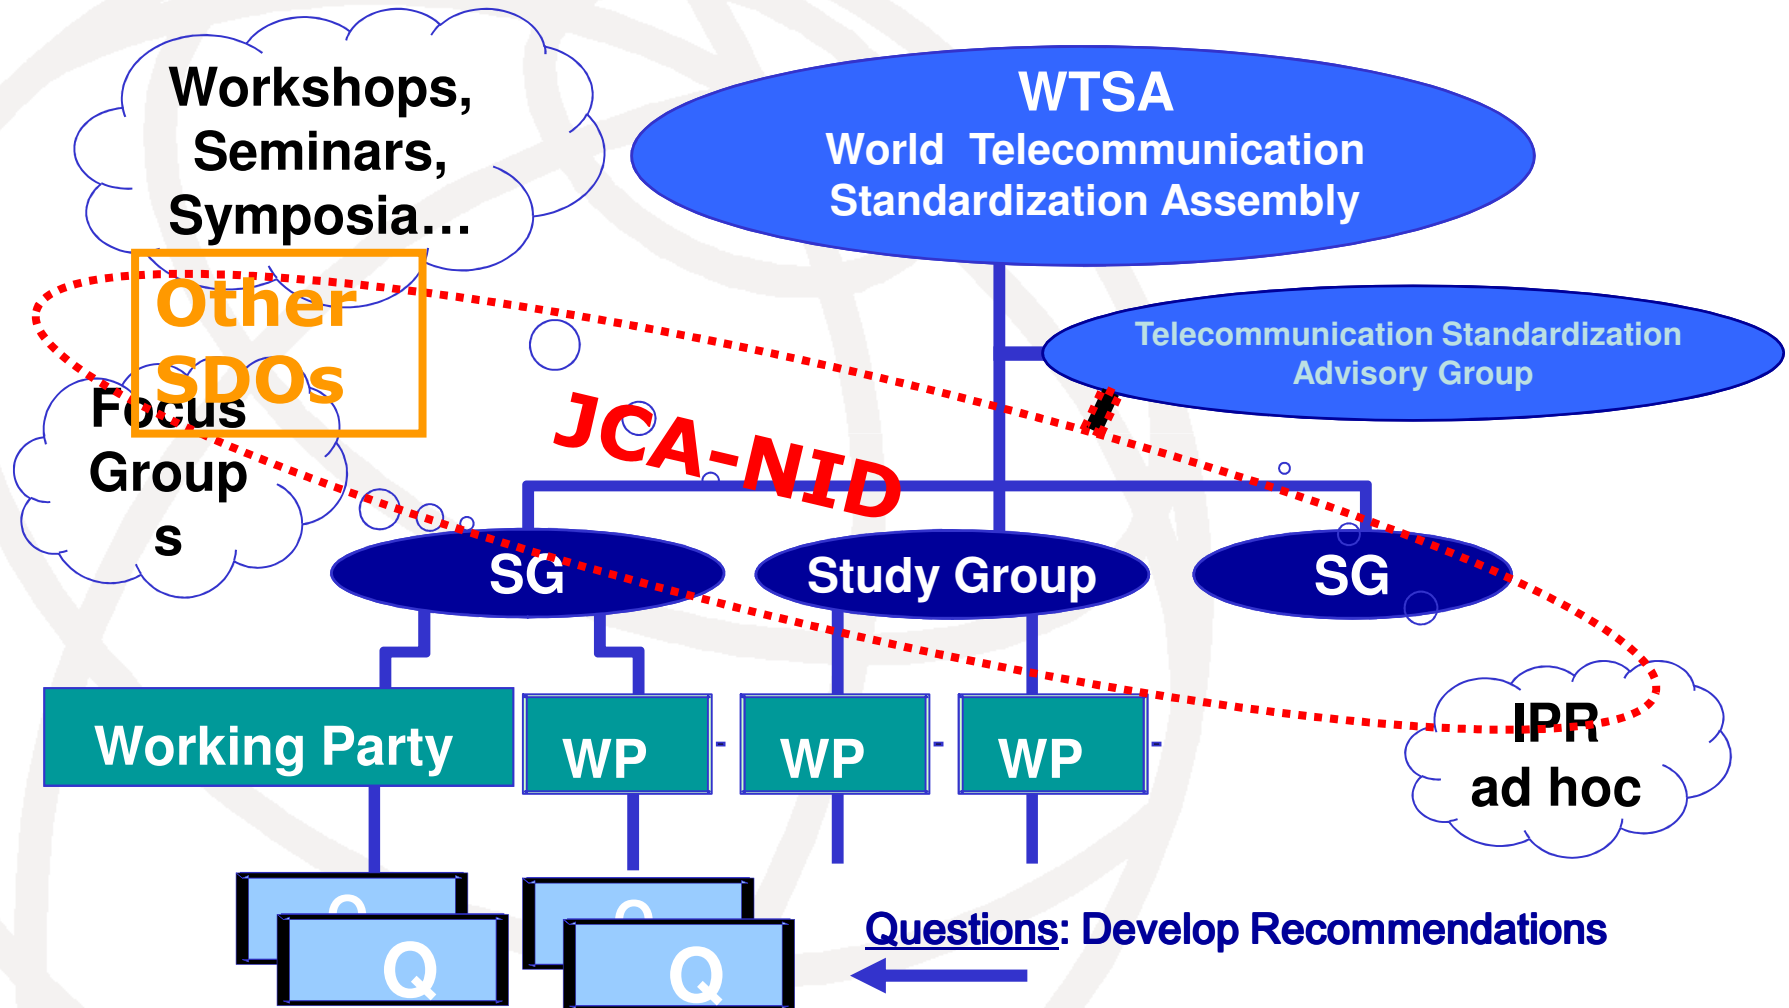 Workshops,
Seminars,
Symposia…
WTSA
World Telecommunication
Standardization Assembly
Other
SDOs
Telecommunication Standardization
Advisory Group
Focus
Group
s
JCA-NID
SG
Study Group
SG
Working Party
WP
WP
WP
IPR
ad hoc
Q
Q
Q
Q
Questions: Develop Recommendations